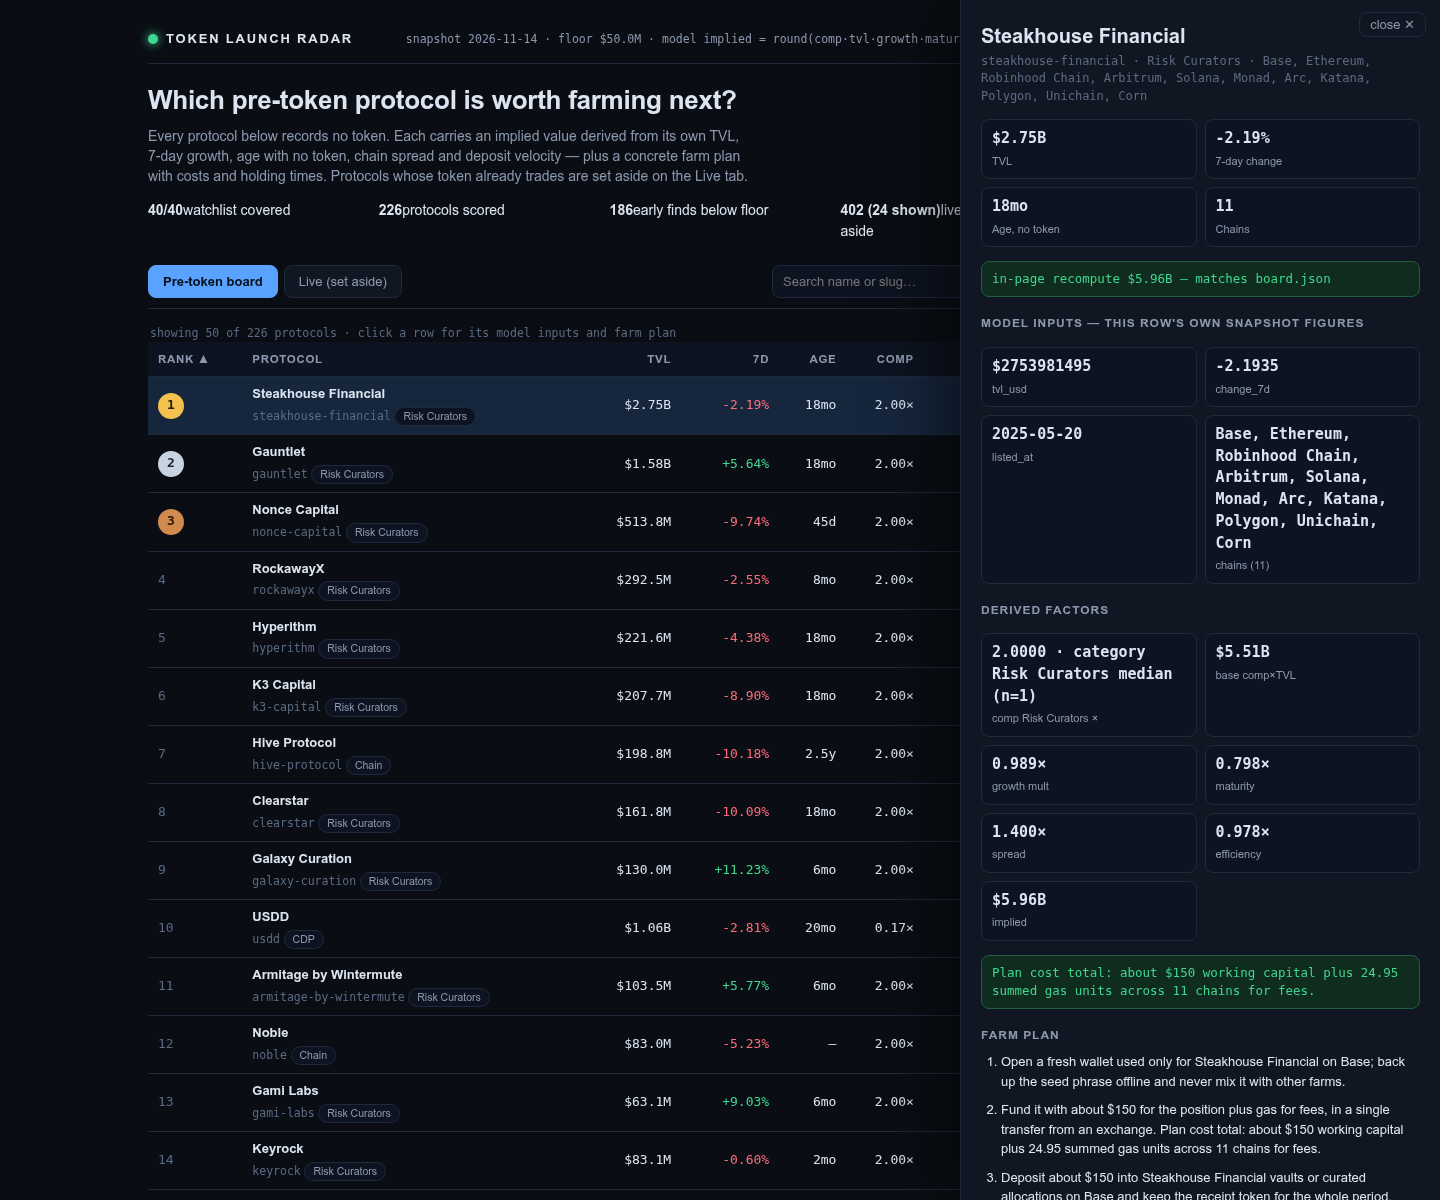 TOKEN LAUNCH RADAR
snapshot 2026-11-14 · floor $50.0M · model implied = round(comp·tvl·growth·matur
Which pre-token protocol is worth farming next?
Every protocol below records no token. Each carries an implied value derived from its own TVL,
7-day growth, age with no token, chain spread and deposit velocity — plus a concrete farm plan
with costs and holding times. Protocols whose token already trades are set aside on the Live tab.
40/40watchlist covered
226protocols scored
186early finds below floor
402 (24 shown)live
aside
Pre-token board
Live (set aside)
Search name or slug…
showing 50 of 226 protocols · click a row for its model inputs and farm plan
RANK ▲ PROTOCOL TVL 7D AGE COMP
1 Steakhouse Financial $2.75B -2.19% 18mo 2.00×
steakhouse-financial Risk Curators
2 Gauntlet $1.58B +5.64% 18mo 2.00×
gauntlet Risk Curators
3 Nonce Capital $513.8M -9.74% 45d 2.00×
nonce-capital Risk Curators
4 RockawayX $292.5M -2.55% 8mo 2.00×
rockawayx Risk Curators
5 Hyperithm $221.6M -4.38% 18mo 2.00×
hyperithm Risk Curators
6 K3 Capital $207.7M -8.90% 18mo 2.00×
k3-capital Risk Curators
7 Hive Protocol $198.8M -10.18% 2.5y 2.00×
hive-protocol Chain
8 Clearstar $161.8M -10.09% 18mo 2.00×
clearstar Risk Curators
9 Galaxy Curation $130.0M +11.23% 6mo 2.00×
galaxy-curation Risk Curators
10 USDD $1.06B -2.81% 20mo 0.17×
usdd CDP
11 Armitage by Wintermute $103.5M +5.77% 6mo 2.00×
armitage-by-wintermute Risk Curators
12 Noble $83.0M -5.23% — 2.00×
noble Chain
13 Gami Labs $63.1M +9.03% 6mo 2.00×
gami-labs Risk Curators
14 Keyrock $83.1M -0.60% 2mo 2.00×
keyrock Risk Curators
close ✕
Steakhouse Financial
steakhouse-financial · Risk Curators · Base, Ethereum,
Robinhood Chain, Arbitrum, Solana, Monad, Arc, Katana,
Polygon, Unichain, Corn
$2.75B
TVL
-2.19%
7-day change
18mo
Age, no token
11
Chains
in-page recompute $5.96B — matches board.json
MODEL INPUTS — THIS ROW'S OWN SNAPSHOT FIGURES
$2753981495
tvl_usd
-2.1935
change_7d
2025-05-20
listed_at
Base, Ethereum,
Robinhood Chain,
Arbitrum, Solana,
Monad, Arc, Katana,
Polygon, Unichain,
Corn
chains (11)
DERIVED FACTORS
2.0000 · category
Risk Curators median
(n=1)
comp Risk Curators ×
$5.51B
base comp×TVL
0.989×
growth mult
0.798×
maturity
1.400×
spread
0.978×
efficiency
$5.96B
implied
Plan cost total: about $150 working capital plus 24.95
summed gas units across 11 chains for fees.
FARM PLAN
1. Open a fresh wallet used only for Steakhouse Financial on Base; back
up the seed phrase offline and never mix it with other farms.
2. Fund it with about $150 for the position plus gas for fees, in a single
transfer from an exchange. Plan cost total: about $150 working capital
plus 24.95 summed gas units across 11 chains for fees.
3. Deposit about $150 into Steakhouse Financial vaults or curated
allocations on Base and keep the receipt token for the whole period.